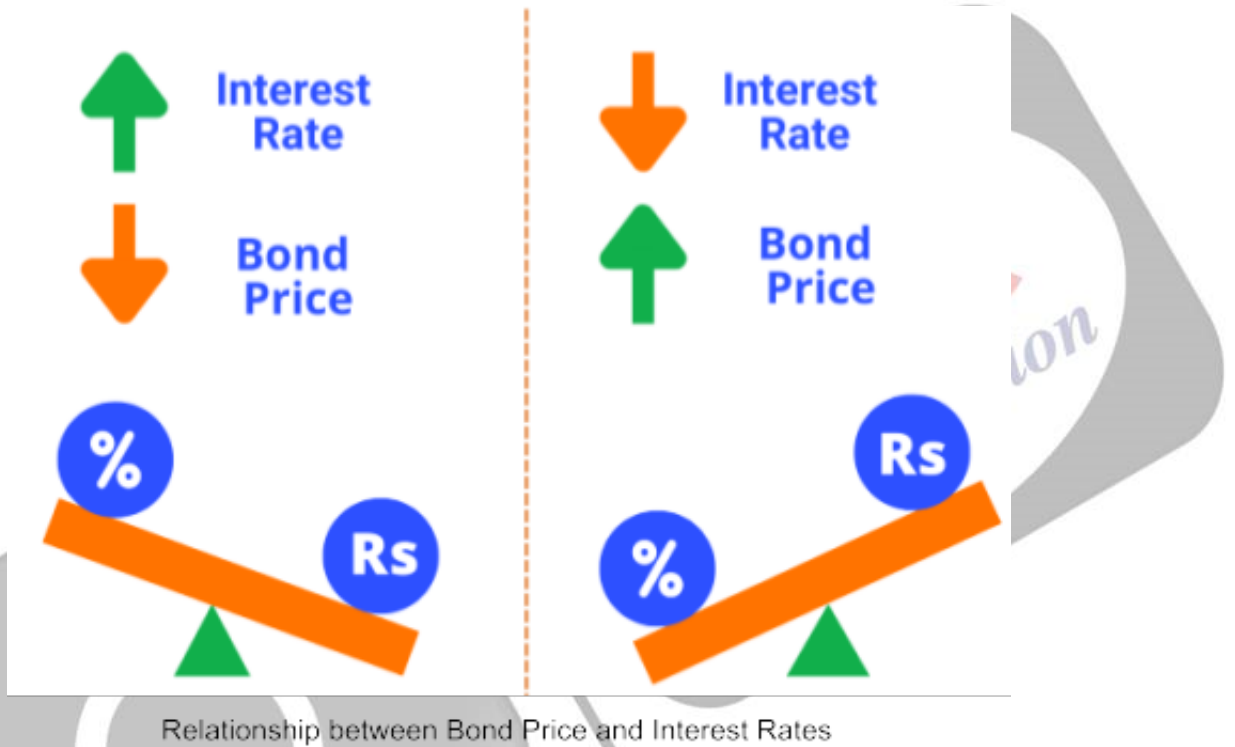 Interest
Rate
Bond
Price
%
Rs
Interest
Rate
Bond
Price
%
Rs
Relationship between Bond Price and Interest Rates